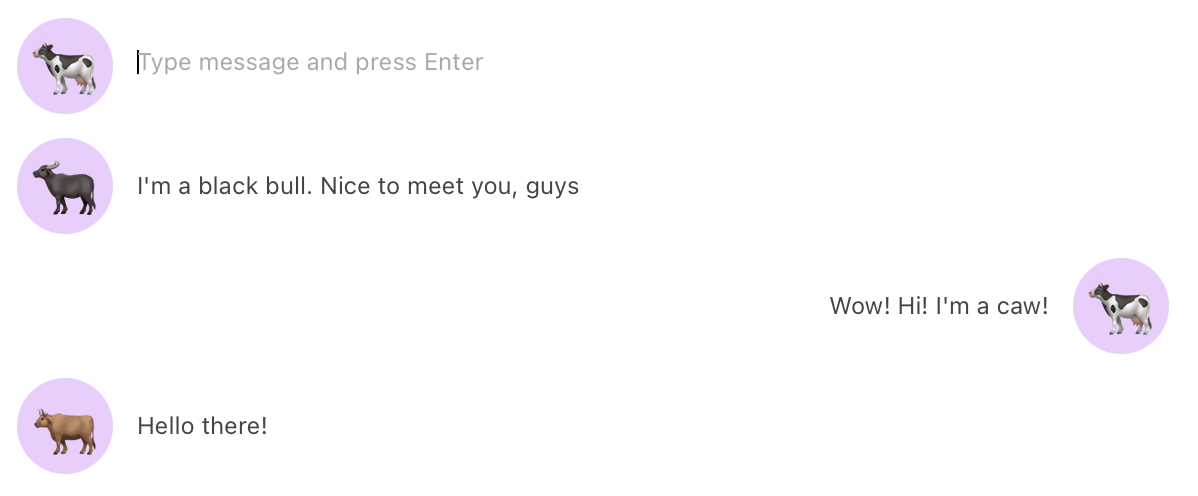 Type message and press Enter
I'm a black bull. Nice to meet you, guys
Wow! Hi! I'm a caw!
Hello there!